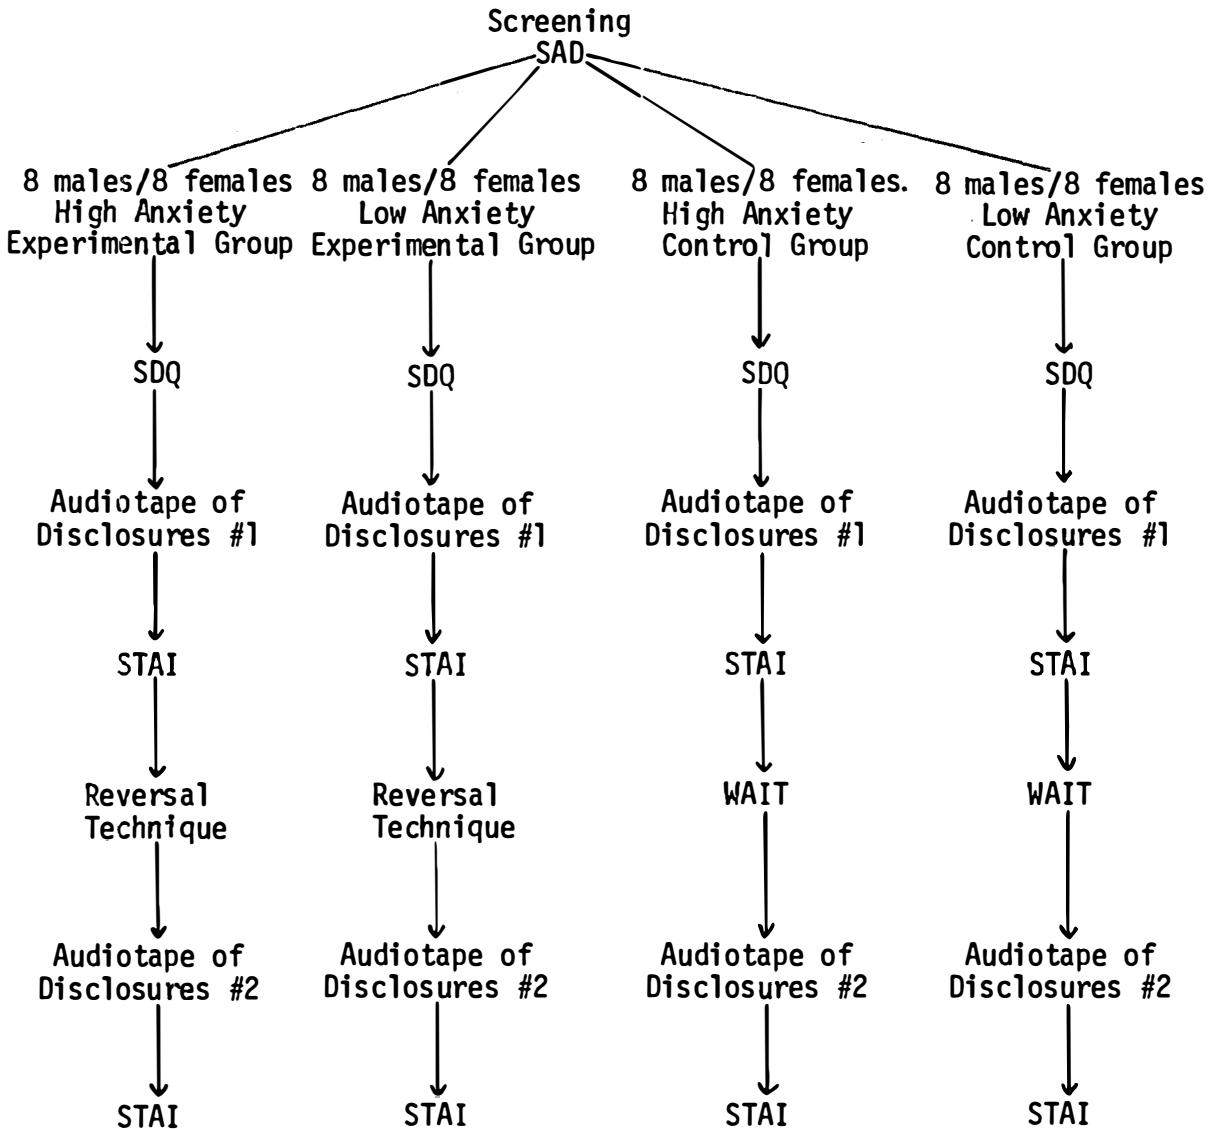 Screening
SAD
8 males/8 females
High Anxiety
Experimental Group
8 males/8 females
Low Anxiety
Experimental Group
8 males/8 females.
High Anxiety
Control Group
8 males/8 females
Low Anxiety
Control Group
SDQ
SDQ
SDQ
SDQ
Audiotape of
Disclosures #1
Audiotape of
Disclosures #1
Audiotape of
Disclosures #1
Audiotape of
Disclosures #1
STAI
STAI
STAI
STAI
Reversal
Technique
Reversal
Technique
WAIT
WAIT
Audiotape of
Disclosures #2
Audiotape of
Disclosures #2
Audiotape of
Disclosures #2
Audiotape of
Disclosures #2
STAI
STAI
STAI
STAI